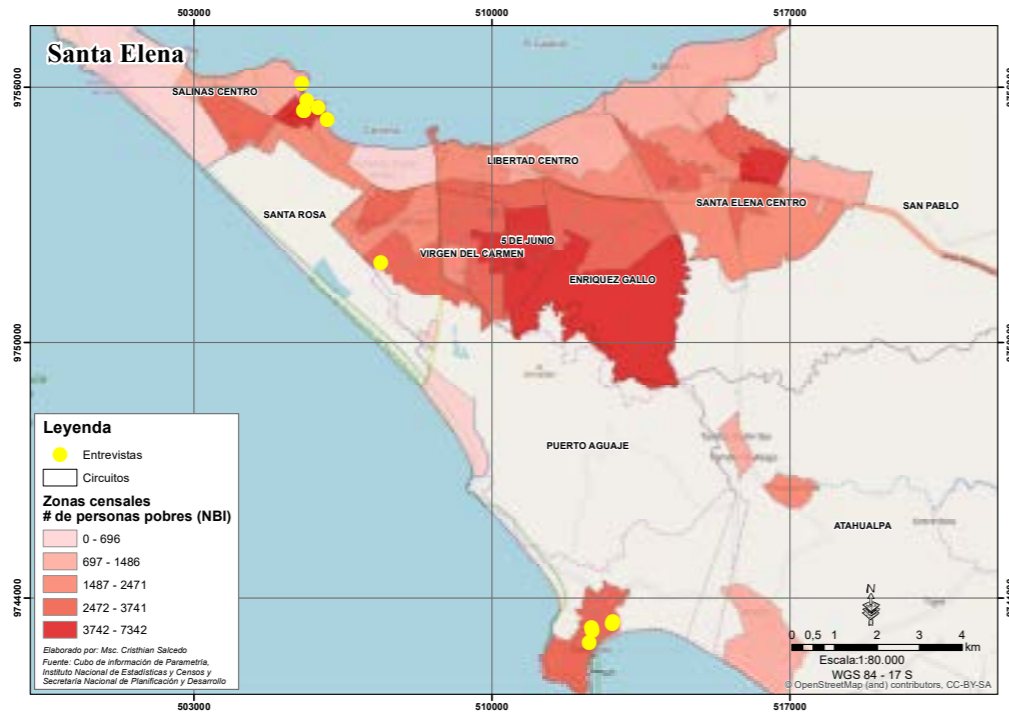 503000
510000
517000
Santa Elena
9756000
SALINAS CENTRO
LIBERTAD CENTRO
SANTA ELENA CENTRO
SAN PABLO
SANTA ROSA
5 DE JUNIO
VIRGEN DEL CARMEN
ENRIQUEZ GALLO
9750000
9750000
PUERTO AGUAJE
ATAHUALPA
9744000
Leyenda
Entrevistas
Circuitos
Zonas censales
# de personas pobres (NBI)
0 - 696
697 - 1486
1487 - 2471
2472 - 3741
3742 - 7342
Elaborado por: Msc. Cristhian Salcedo
Fuente: Cubo de información de Parametría,
Instituto Nacional de Estadísticas y Censos y
Secretaría Nacional de Planificación y Desarrollo
N
0 0,5 1 2 3 4
km
Escala:1:80.000
WGS 84 - 17 S
© OpenStreetMap (and) contributors, CC-BY-SA
503000
510000
517000